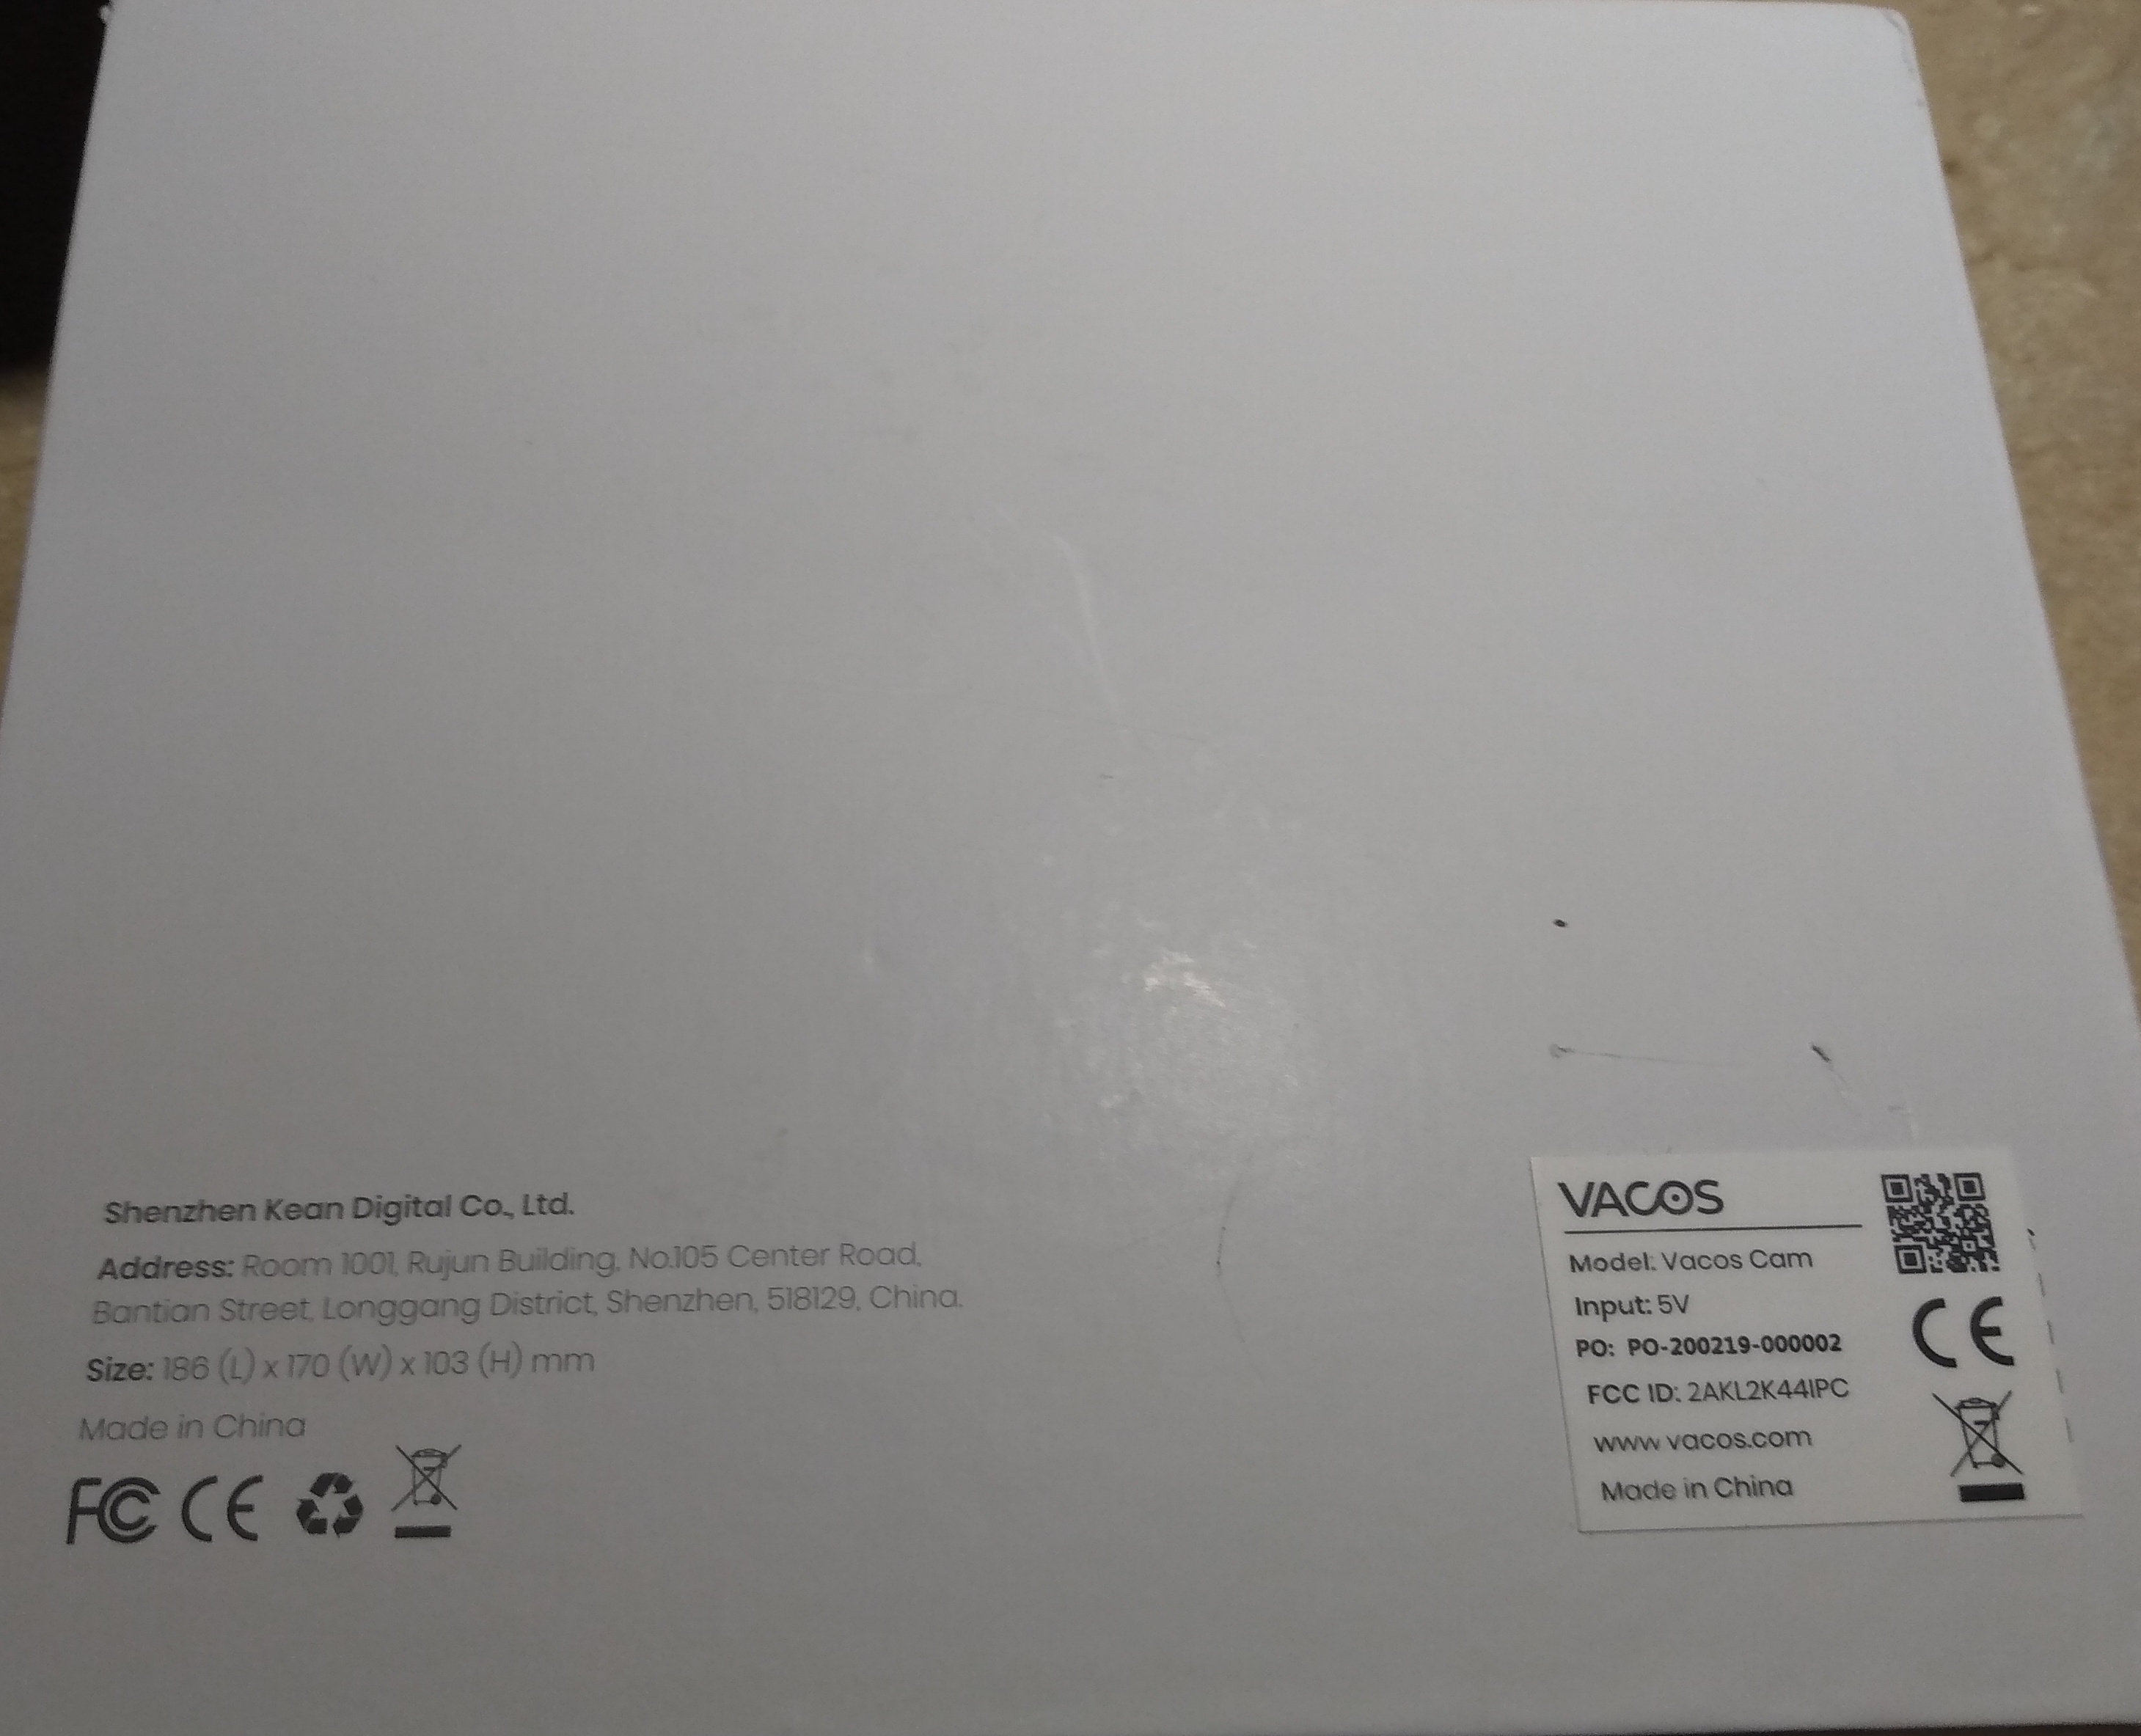 Shenzhen Kean Digital Co., Ltd.
Address: Room 1001, Rujun Building, No.105 Center Road,
Bantian Street, Longgang District, Shenzhen, 518129, China.
Size: 186 (L) x 170 (W) x 103 (H) mm
Made in China
FC CE
VACOS
Model: Vacos Cam
Input: 5V
PO: PO-200219-000002
FCC ID: 2AKL2K44IPC
www.vacos.com
Made in China
CE